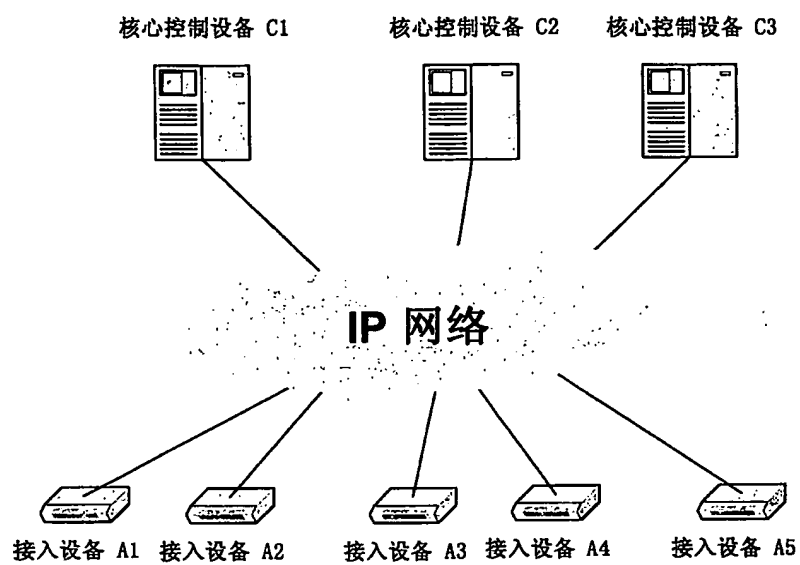 核心控制设备 C1
核心控制设备 C2
核心控制设备 C3
IP 网络
接入设备 A1
接入设备 A2
接入设备 A3
接入设备 A4
接入设备 A5